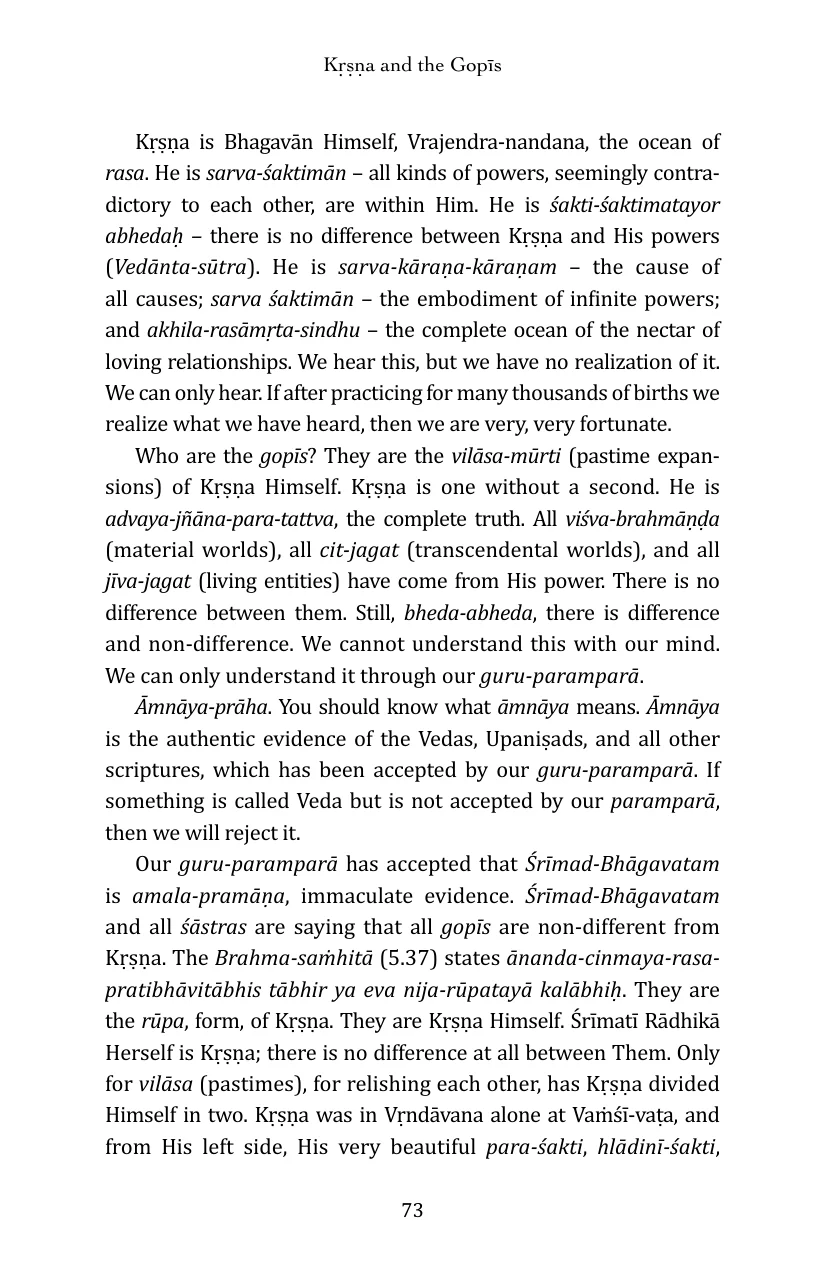 Kṛṣṇa and the Gopīs
Kṛṣṇa is Bhagavān Himself, Vrajendra-nandana, the ocean of
rasa. He is sarva-śaktimān – all kinds of powers, seemingly contra-
dictory to each other, are within Him. He is śakti-śaktimatayor
abhedaḥ – there is no difference between Kṛṣṇa and His powers
(Vedānta-sūtra). He is sarva-kāraṇa-kāraṇam – the cause of
all causes; sarva śaktimān – the embodiment of infinite powers;
and akhila-rasāmṛta-sindhu – the complete ocean of the nectar of
loving relationships. We hear this, but we have no realization of it.
We can only hear. If after practicing for many thousands of births we
realize what we have heard, then we are very, very fortunate.
Who are the gopīs? They are the vilāsa-mūrti (pastime expan-
sions) of Kṛṣṇa Himself. Kṛṣṇa is one without a second. He is
advaya-jñāna-para-tattva, the complete truth. All viśva-brahmāṇḍa
(material worlds), all cit-jagat (transcendental worlds), and all
jīva-jagat (living entities) have come from His power. There is no
difference between them. Still, bheda-abheda, there is difference
and non-difference. We cannot understand this with our mind.
We can only understand it through our guru-paramparā.
Āmnāya-prāha. You should know what āmnāya means. Āmnāya
is the authentic evidence of the Vedas, Upaniṣads, and all other
scriptures, which has been accepted by our guru-paramparā. If
something is called Veda but is not accepted by our paramparā,
then we will reject it.
Our guru-paramparā has accepted that Śrīmad-Bhāgavatam
is amala-pramāṇa, immaculate evidence. Śrīmad-Bhāgavatam
and all śāstras are saying that all gopīs are non-different from
Kṛṣṇa. The Brahma-saṁhitā (5.37) states ānanda-cinmaya-rasa-
pratibhāvitābhis tābhir ya eva nija-rūpatayā kalābhiḥ. They are
the rūpa, form, of Kṛṣṇa. They are Kṛṣṇa Himself. Śrīmatī Rādhikā
Herself is Kṛṣṇa; there is no difference at all between Them. Only
for vilāsa (pastimes), for relishing each other, has Kṛṣṇa divided
Himself in two. Kṛṣṇa was in Vṛndāvana alone at Vaṁśī-vaṭa, and
from His left side, His very beautiful para-śakti, hlādinī-śakti,
73